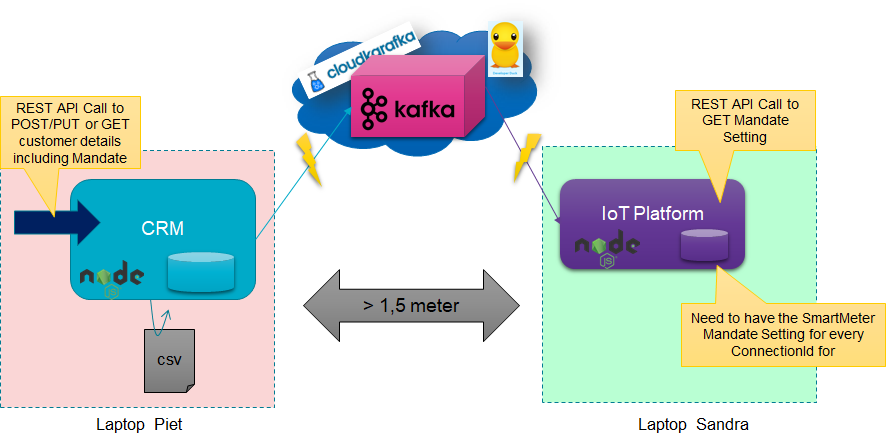 cloudkarafka
kafka
REST API Call to
POST/PUT or GET
customer details
including Mandate
REST API Call to
GET Mandate
Setting
CRM
node
JS
IoT Platform
node
JS
> 1,5 meter
Need to have the SmartMeter
Mandate Setting for every
ConnectionId for
CSV
Laptop Piet
Laptop Sandra